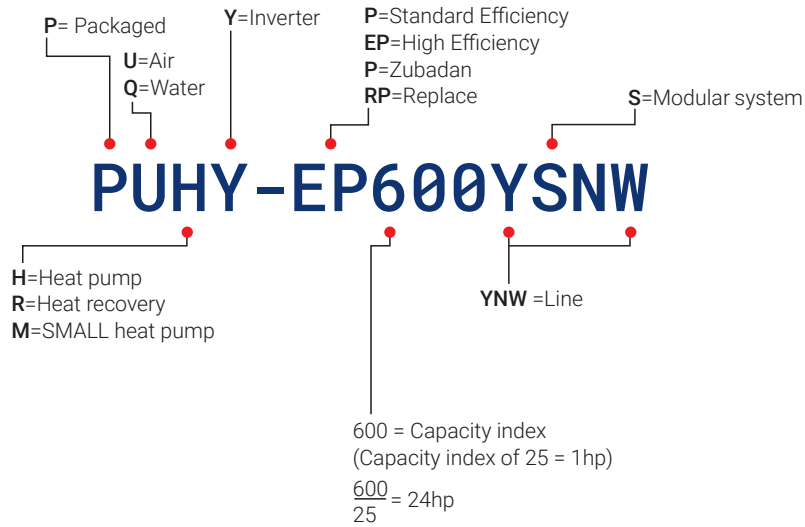 P= Packaged
U=Air
Q=Water
Y=Inverter
P=Standard Efficiency
EP=High Efficiency
P=Zubadan
RP=Replace
S=Modular system
PUHY-EP600YSNW
H=Heat pump
R=Heat recovery
M=SMALL heat pump
YNW =Line
600 = Capacity index
(Capacity index of 25 = 1hp)
600
25 = 24hp